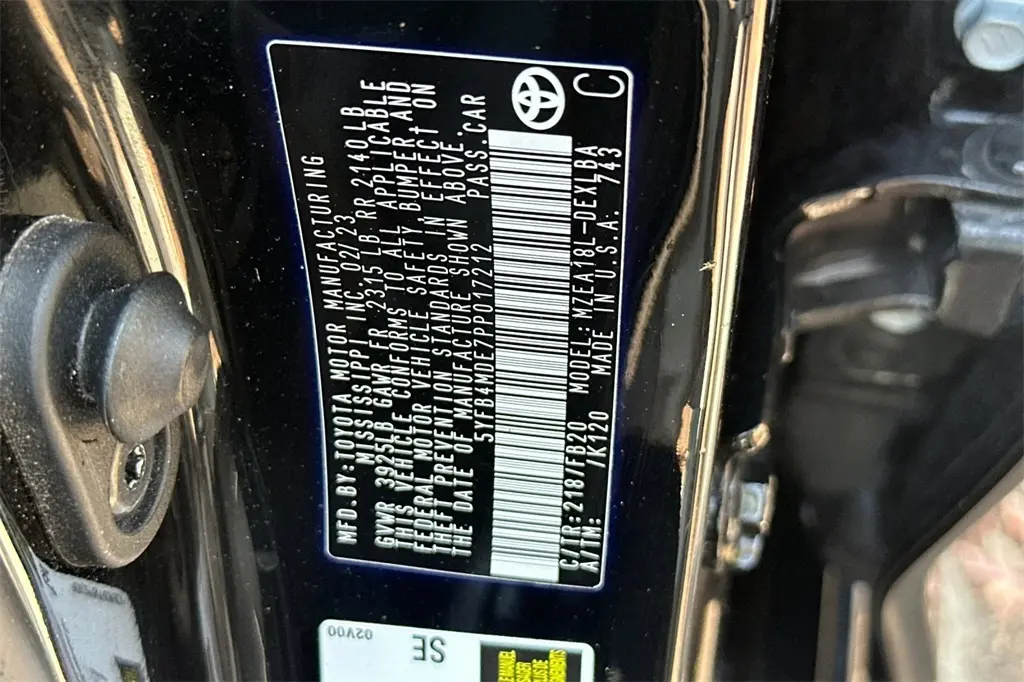 MFD.BY:TOYOTA MOTOR MANUFACTURING
MISSISSIPPI INC. 02/23
GVWR 3925LB GAWR FR 2315 LB RR 2140LB
THIS VEHICLE CONFORMS TO ALL APPLICABLE
FEDERAL MOTOR VEHICLE SAFETY BUMPER AND
THEFT PREVENTION STANDARDS IN EFFECT ON
THE DATE OF MANUFACTURE SHOWN ABOVE.
5YFB4MDE7PP017212 PASS.CAR
C/TR:218/FB20 MODEL:MZEA18L-DEXLBA
A/TM: /K120 MADE IN U.S.A. 743
C
SE
02V00